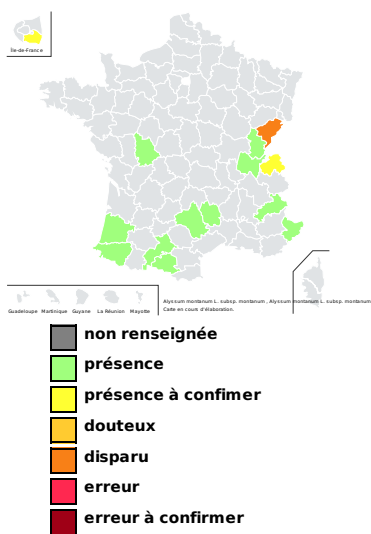 Île-de-France
Guadeloupe Martinique Guyane La Réunion Mayotte
Alyssum montanum L. subsp. montanum , Alyssum montanum L. subsp. montanum
Carte en cours d'élaboration.
non renseignée
présence
présence à confimer
douteux
disparu
erreur
erreur à confirmer